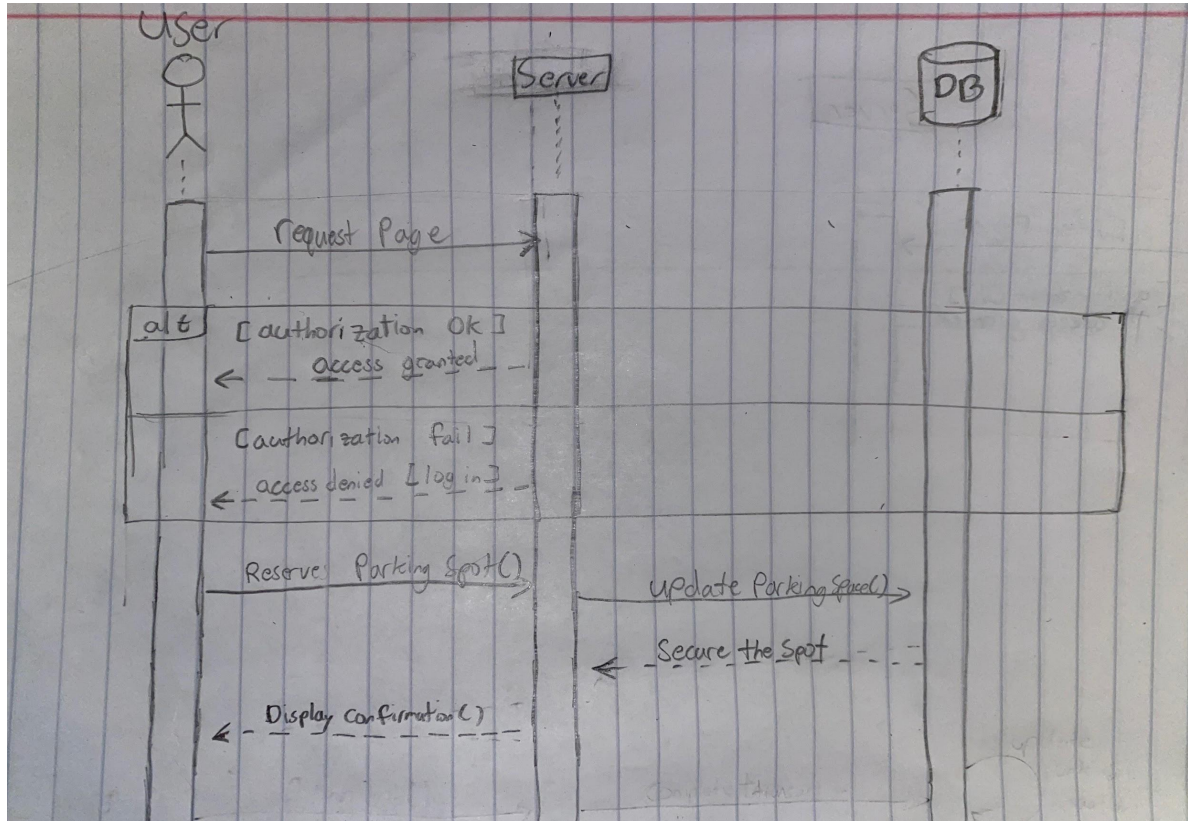 User
Server
DB
request Page
alt [authorization Ok]
access granted
[authorization fail]
access denied [log in]
Reserve Parking Spot()
update Parking Space()
Secure the Spot
Display Confirmation()